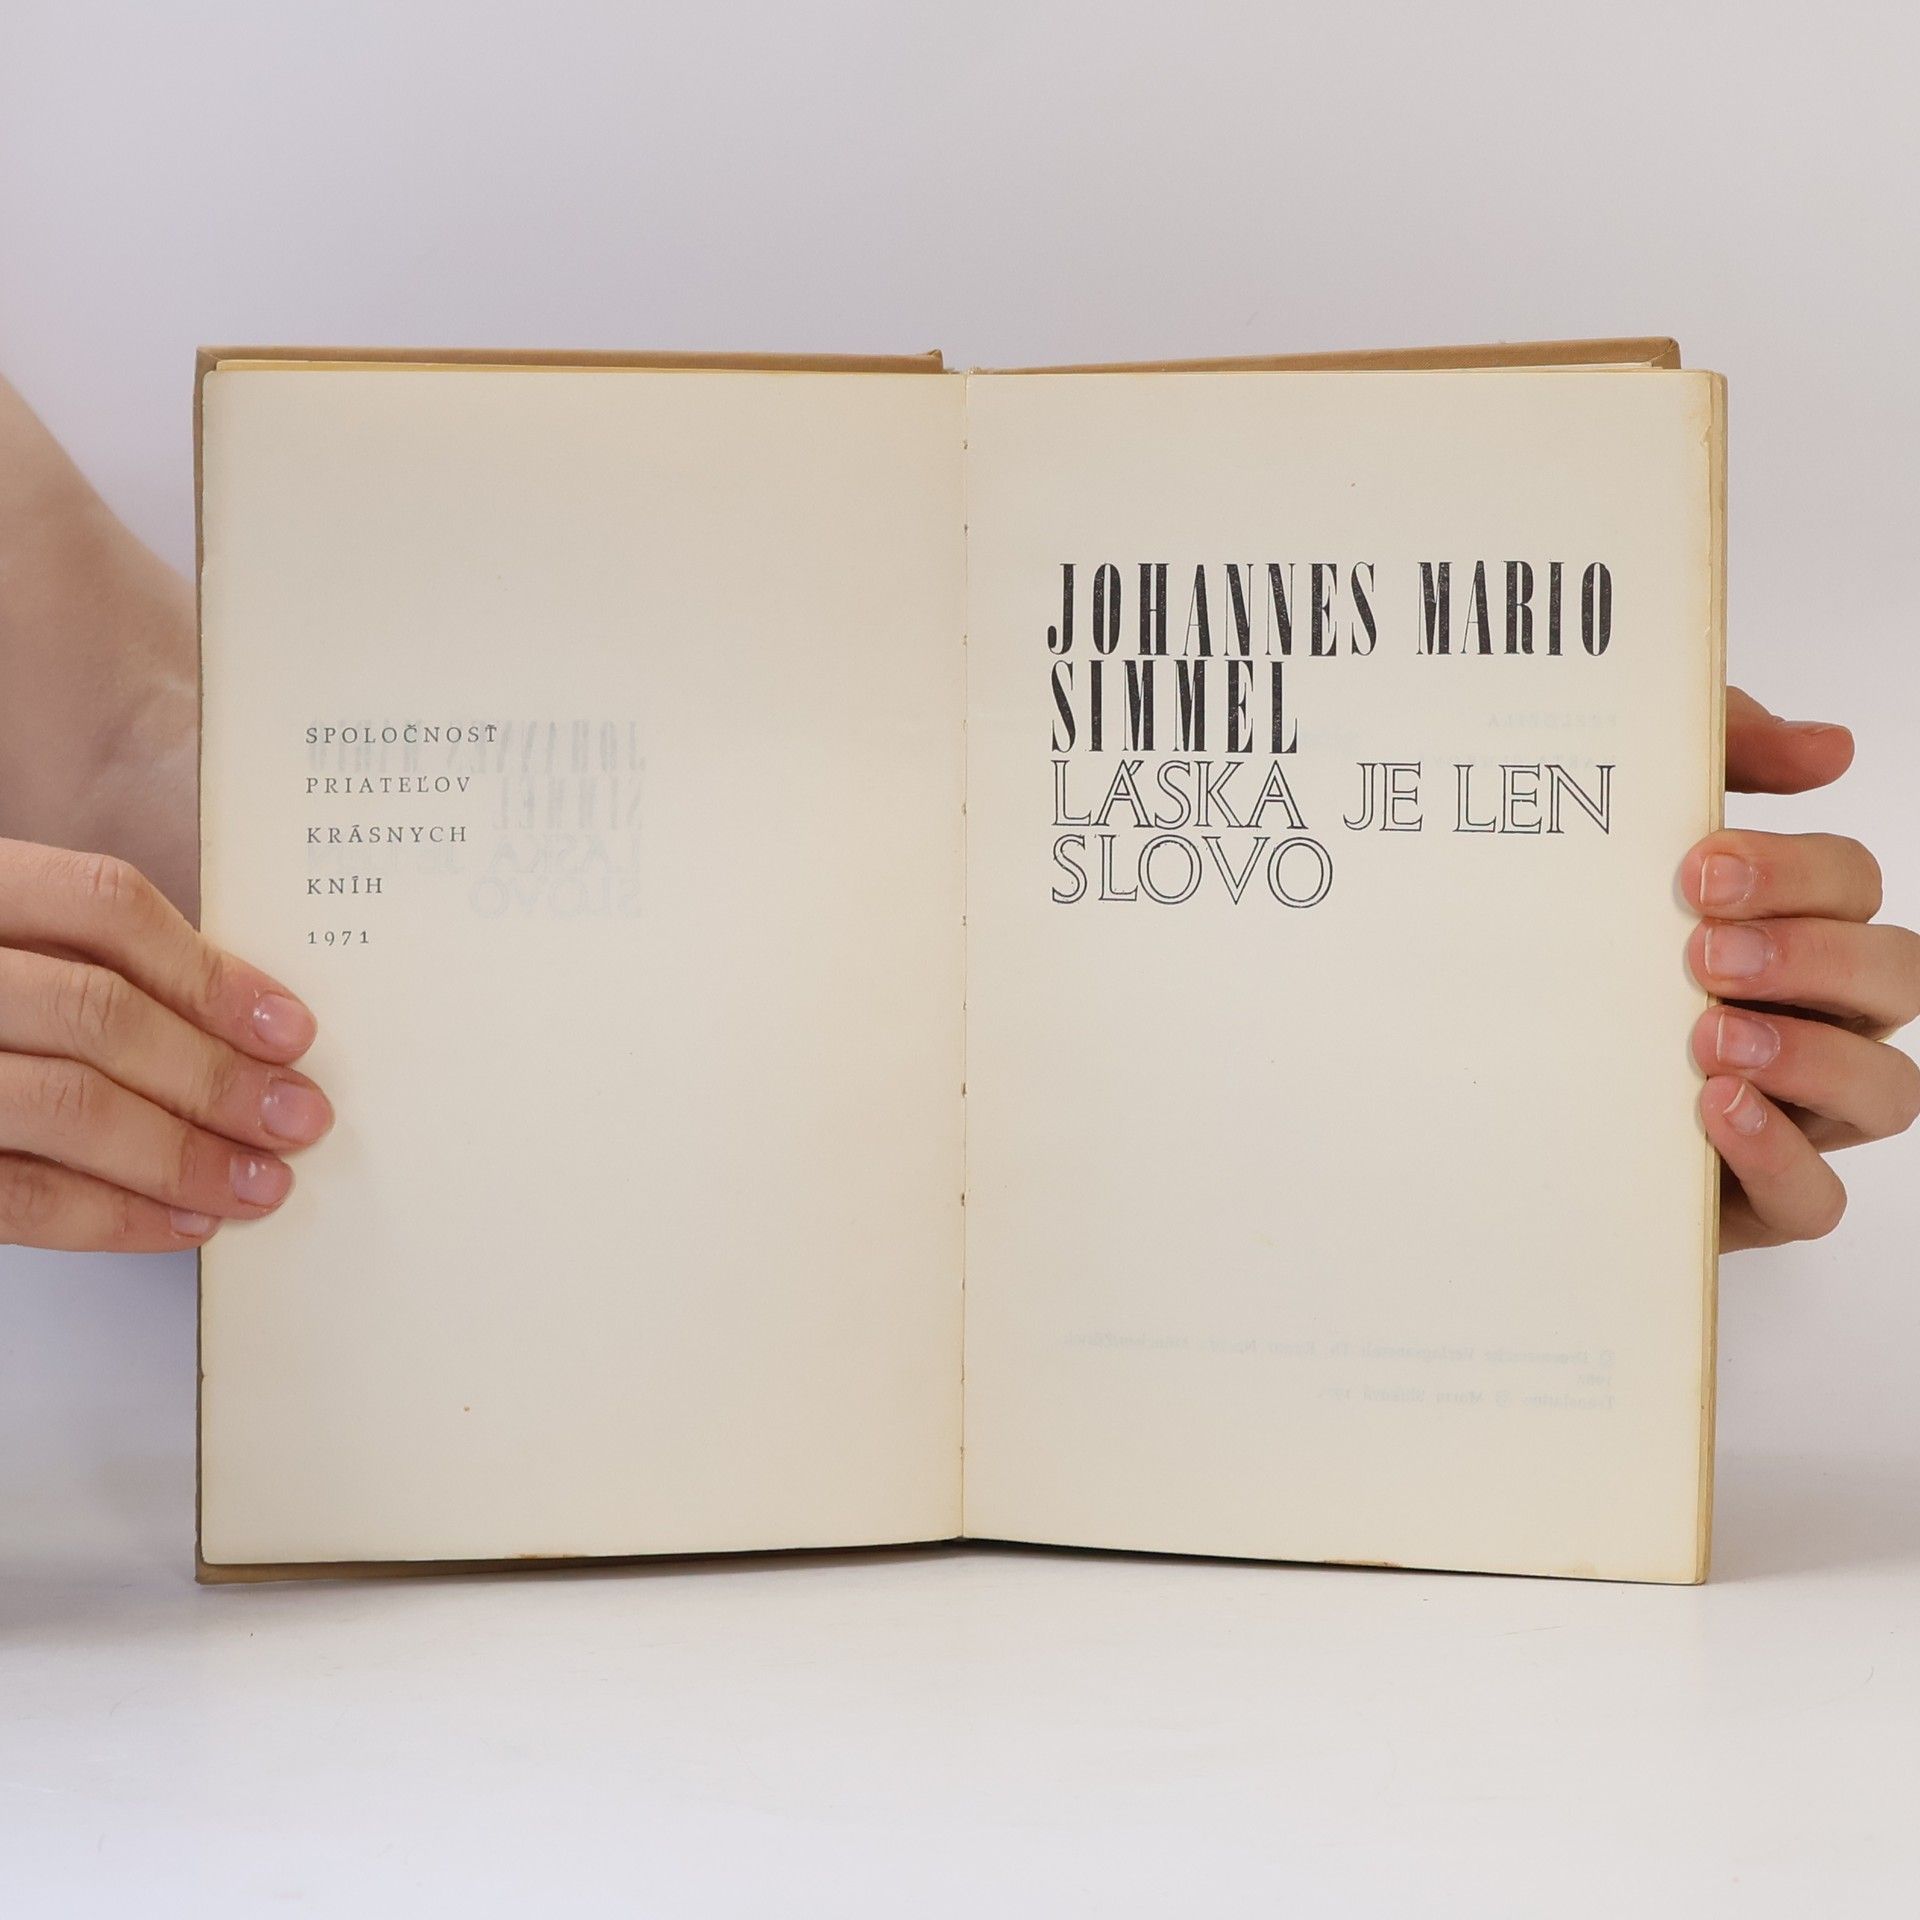 SPOLOČNOSŤ
PRIATEĽOV
KRÁSNYCH
KNÍH
1971
JOHANNES MARIO
SIMMEL
LÁSKA JE LEN
SLOVO